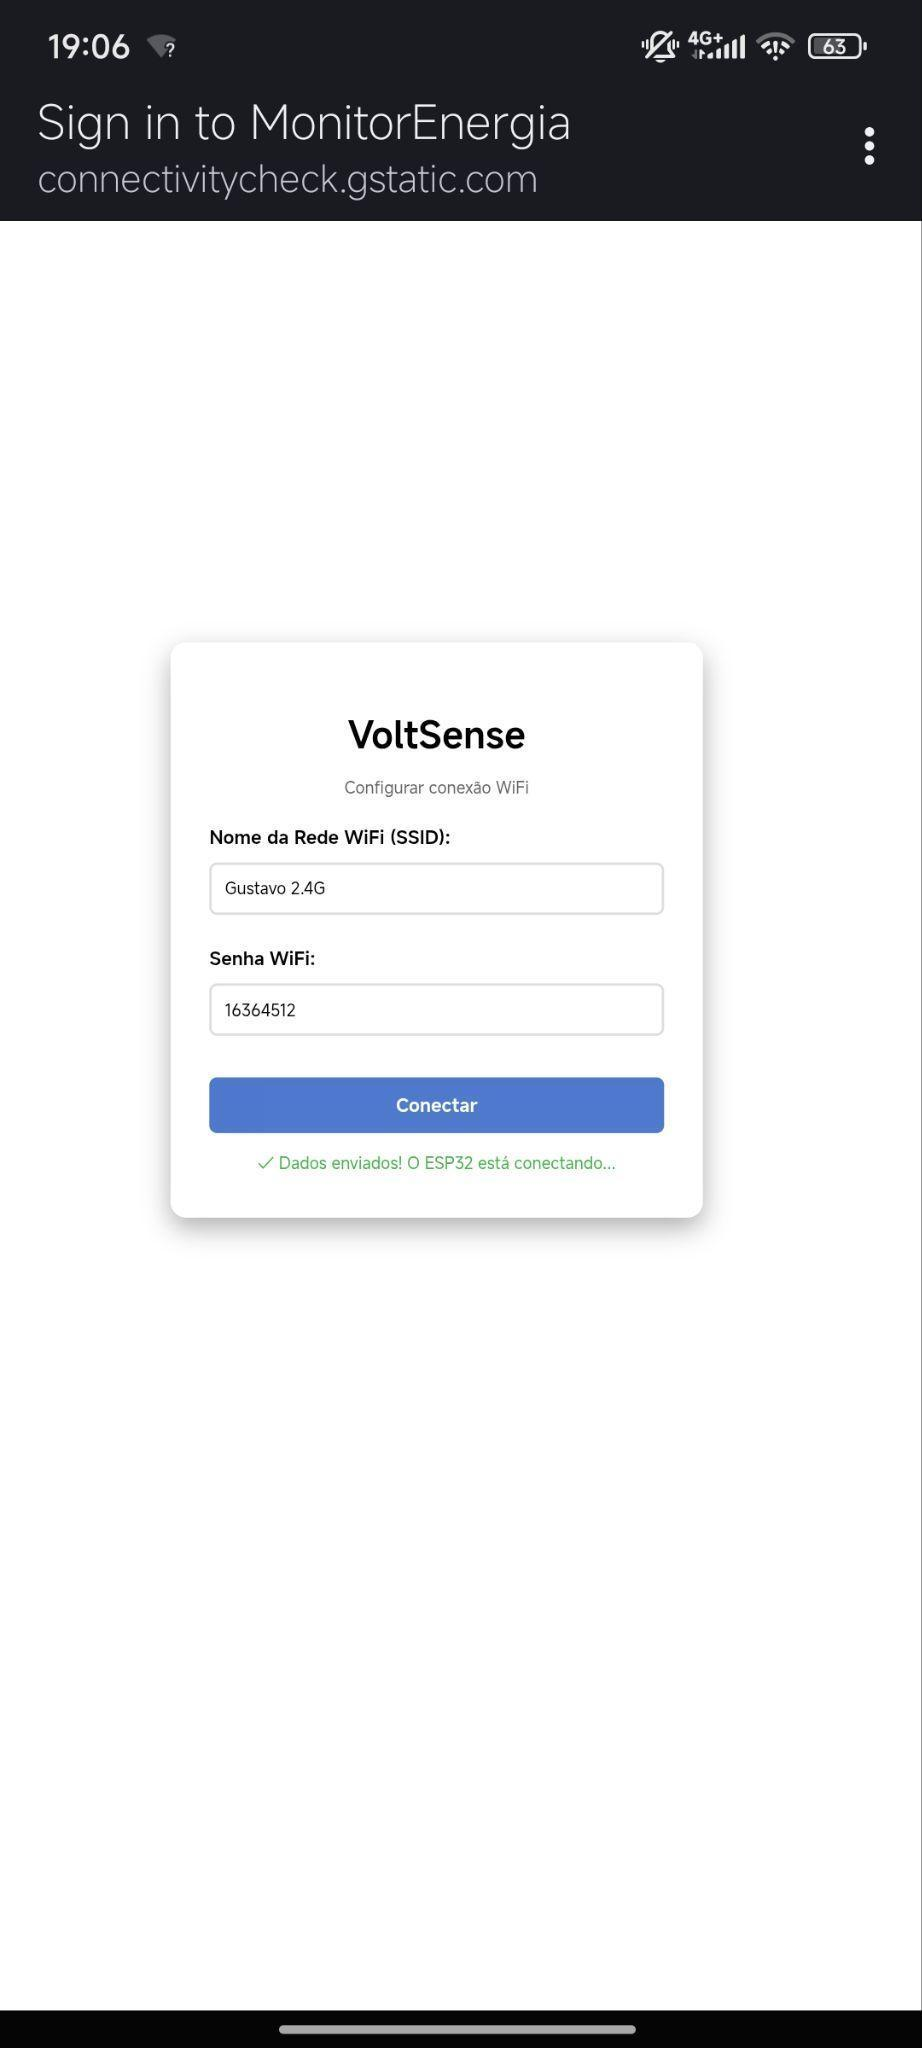 19:06
4G+
63
Sign in to MonitorEnergia
connectivitycheck.gstatic.com
VoltSense
Configurar conexão WiFi
Nome da Rede WiFi (SSID):
Gustavo 2.4G
Senha WiFi:
16364512
Conectar
✓ Dados enviados! O ESP32 está conectando...